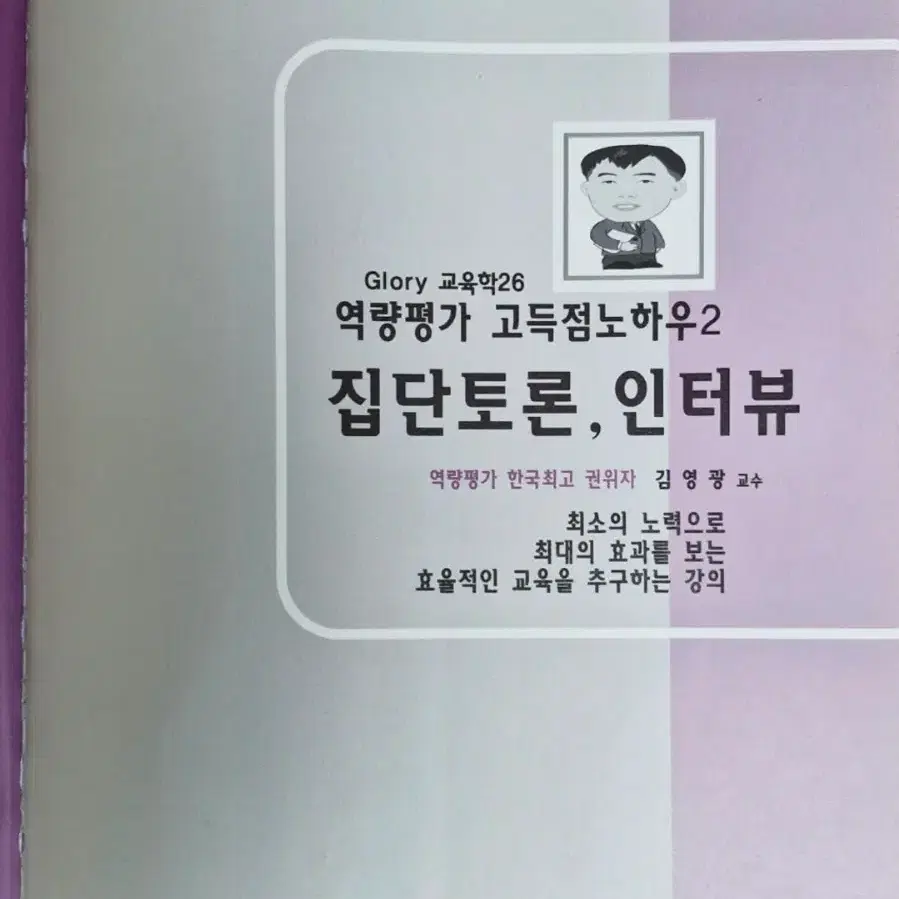 Glory 교육학26
역량평가 고득점노하우2
집단토론, 인터뷰
역량평가 한국최고 권위자 김영광 교수
최소의 노력으로
최대의 효과를 보는
효율적인 교육을 추구하는 강의